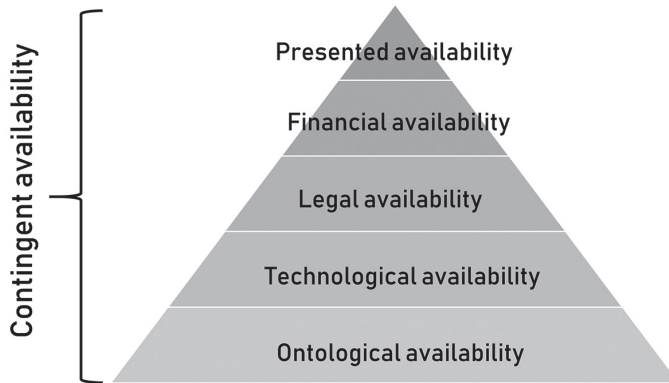 Contingent availability
Presented availability
Financial availability
Legal availability
Technological availability
Ontological availability